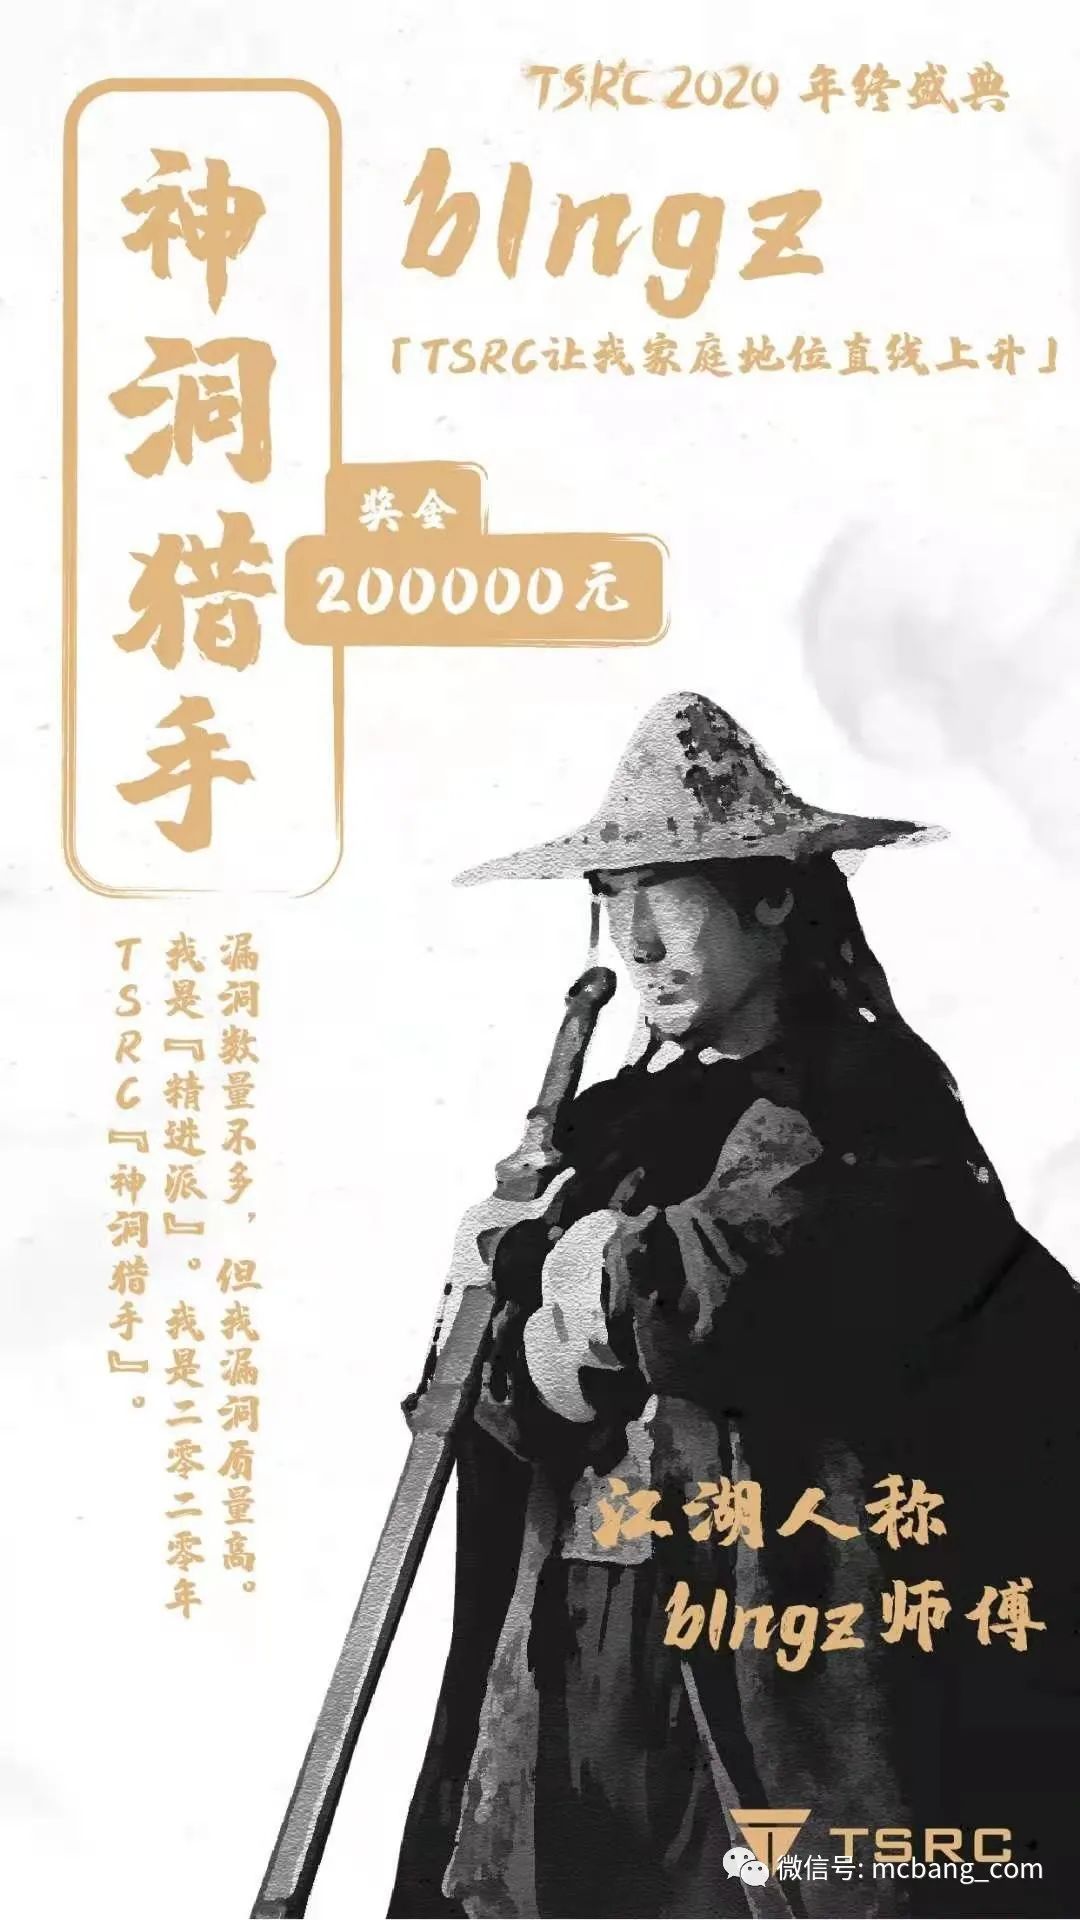 TSRC 2020 年终盛典
神洞猎手
blngz
「TSRC让我家庭地位直线上升」
奖金
200000元
漏洞数量不多，但我漏洞质量高。
我是『精进派』。我是二零二零年
TSRC『神洞猎手』。
江湖人称
blngz师傅
TSRC
微信号: mcbang_com